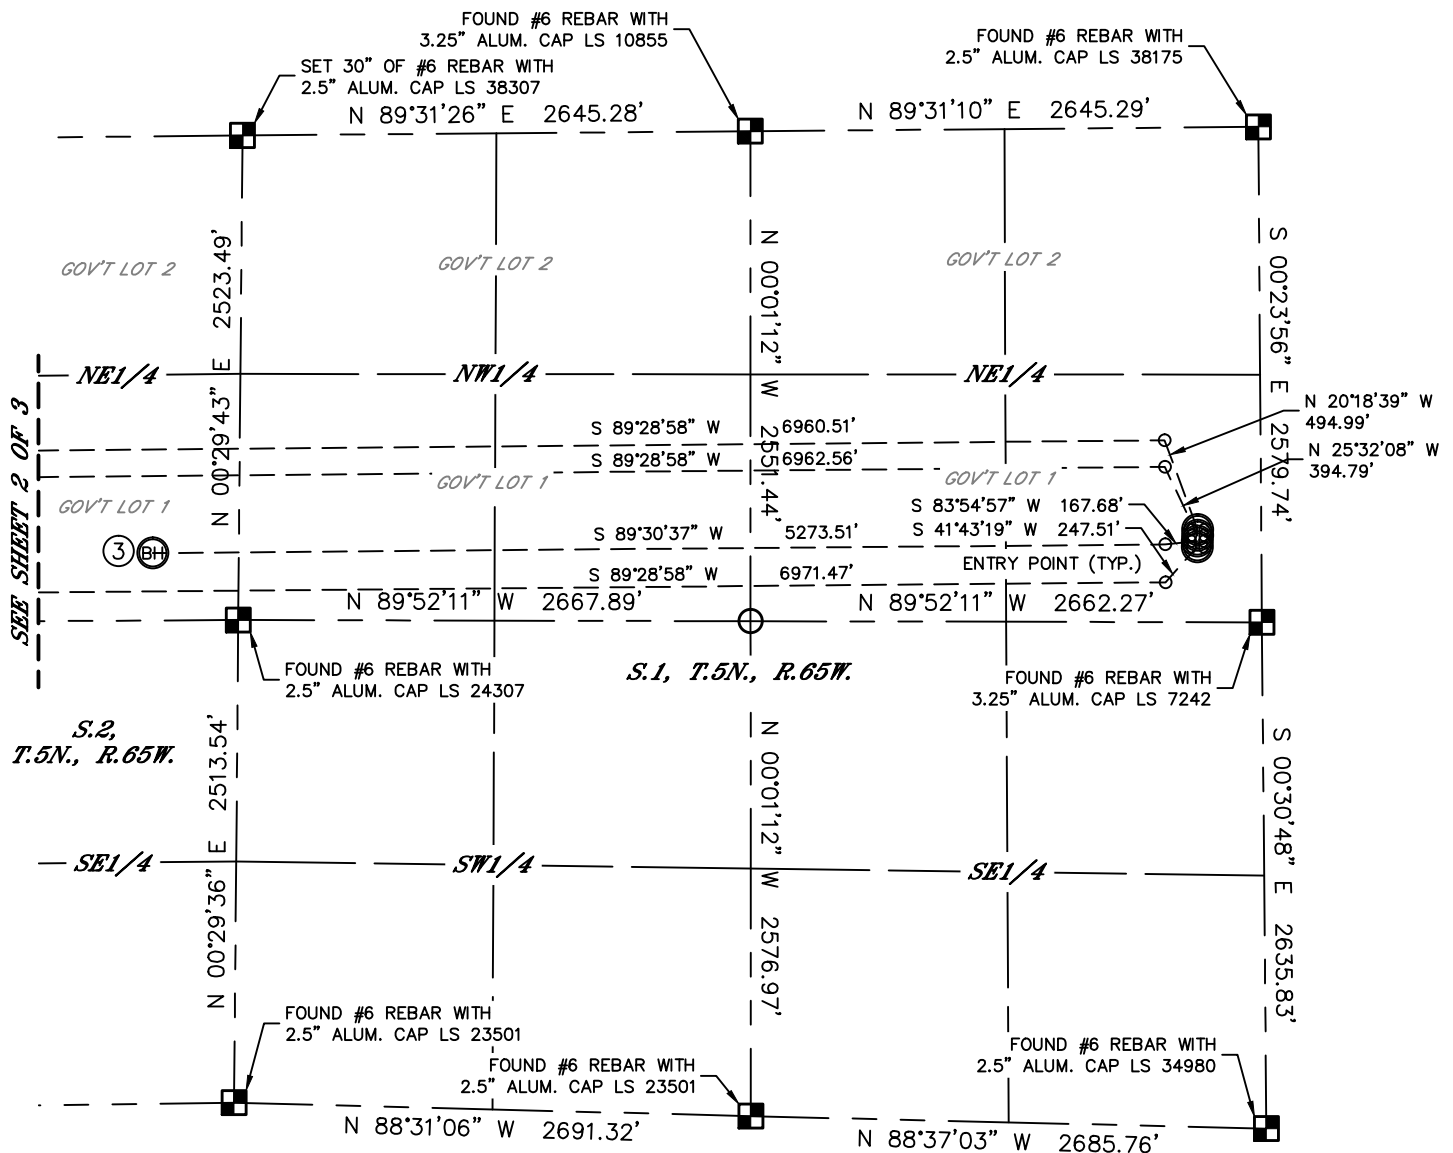 FOUND #6 REBAR WITH
3.25" ALUM. CAP LS 10855
FOUND #6 REBAR WITH
2.5" ALUM. CAP LS 38175
SET 30" OF #6 REBAR WITH
2.5" ALUM. CAP LS 38307
N 89°31'26" E 2645.28'
N 89°31'10" E 2645.29'
N 00°29'43" E 2523.49'
N 00°01'12" W 2551.44'
S 00°23'56" E 2579.74'
GOV'T LOT 2
GOV'T LOT 2
GOV'T LOT 2
NE1/4
NW1/4
NE1/4
SEE SHEET 2 OF 3
N 20°18'39" W
494.99'
S 89°28'58" W 6960.51'
N 25°32'08" W
394.79'
S 89°28'58" W 6962.56'
GOV'T LOT 1
GOV'T LOT 1
GOV'T LOT 1
S 83°54'57" W 167.68'
S 89°30'37" W 5273.51'
S 41°43'19" W 247.51'
3
BH
ENTRY POINT (TYP.)
S 89°28'58" W 6971.47'
N 89°52'11" W 2667.89'
N 89°52'11" W 2662.27'
FOUND #6 REBAR WITH
2.5" ALUM. CAP LS 24307
S.1, T.5N., R.65W.
FOUND #6 REBAR WITH
3.25" ALUM. CAP LS 7242
S.2,
T.5N., R.65W.
N 00°29'36" E 2513.54'
N 00°01'12" W 2576.97'
S 00°30'48" E 2635.83'
SE1/4
SW1/4
SE1/4
FOUND #6 REBAR WITH
2.5" ALUM. CAP LS 23501
FOUND #6 REBAR WITH
2.5" ALUM. CAP LS 23501
FOUND #6 REBAR WITH
2.5" ALUM. CAP LS 34980
N 88°31'06" W 2691.32'
N 88°37'03" W 2685.76'